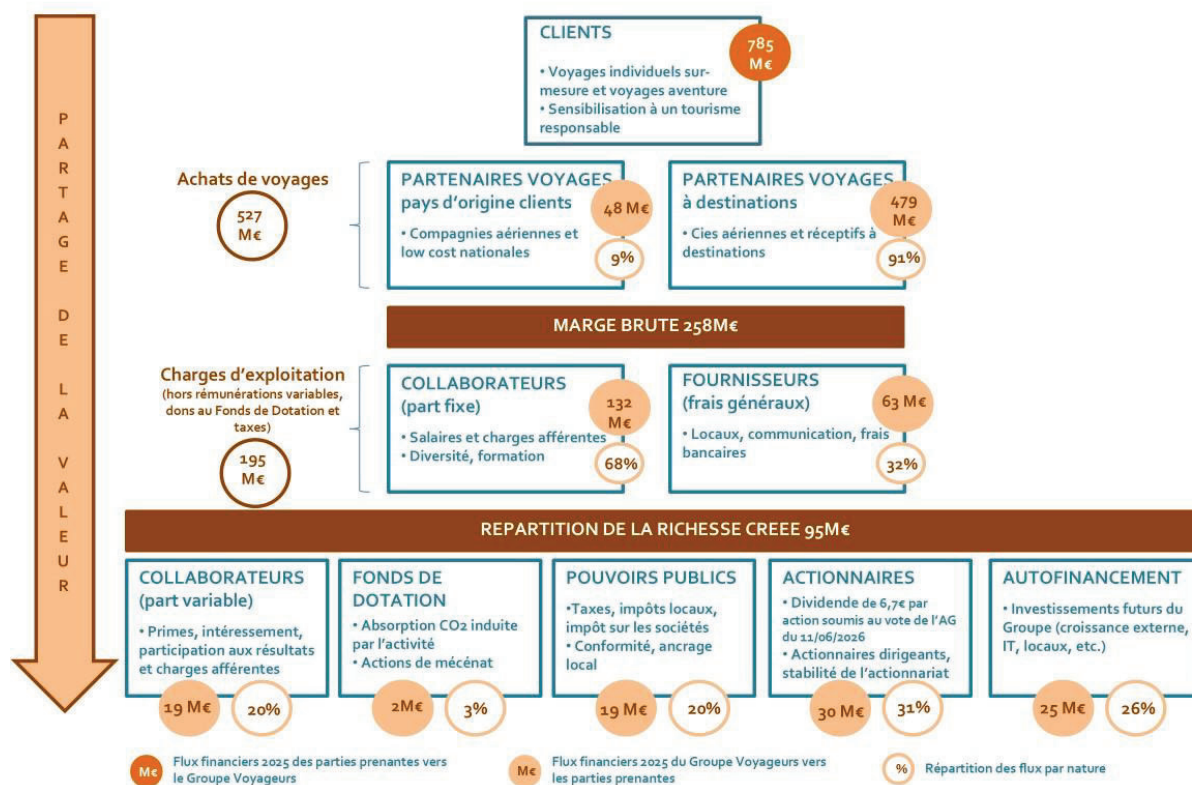 PARTAGE DE LA VALEUR
CLIENTS
785
M€
• Voyages individuels sur-
mesure et voyages aventure
• Sensibilisation à un tourisme
responsable
Achats de voyages
527
M€
PARTENAIRES VOYAGES
pays d'origine clients
48 M€
• Compagnies aériennes et
low cost nationales
9%
PARTENAIRES VOYAGES
à destinations
479
M€
• Cies aériennes et réceptifs à
destinations
91%
MARGE BRUTE 258M€
Charges d'exploitation
(hors rémunérations variables,
dons au Fonds de Dotation et
taxes)
195
M€
COLLABORATEURS
(part fixe)
132
M€
• Salaires et charges afférentes
• Diversité, formation
68%
FOURNISSEURS
(frais généraux)
63 M€
• Locaux, communication, frais
bancaires
32%
REPARTITION DE LA RICHESSE CREEE 95M€
COLLABORATEURS
(part variable)
• Primes, intéressement,
participation aux résultats
et charges afférentes
19 M€
20%
FONDS DE
DOTATION
• Absorption CO2 induite
par l'activité
• Actions de mécénat
2M€
3%
POUVOIRS PUBLICS
•Taxes, impôts locaux,
impôt sur les sociétés
• Conformité, ancrage
local
19 M€
20%
ACTIONNAIRES
• Dividende de 6,7€ par
action soumis au vote de l'AG
du 11/06/2026
• Actionnaires dirigeants,
stabilité de l'actionnariat
30 M€
31%
AUTOFINANCEMENT
• Investissements futurs du
Groupe (croissance externe,
IT, locaux, etc.)
25 M€
26%
M€
Flux financiers 2025 des parties prenantes vers
le Groupe Voyageurs
M€
Flux financiers 2025 du Groupe Voyageurs vers
les parties prenantes
%
Répartition des flux par nature